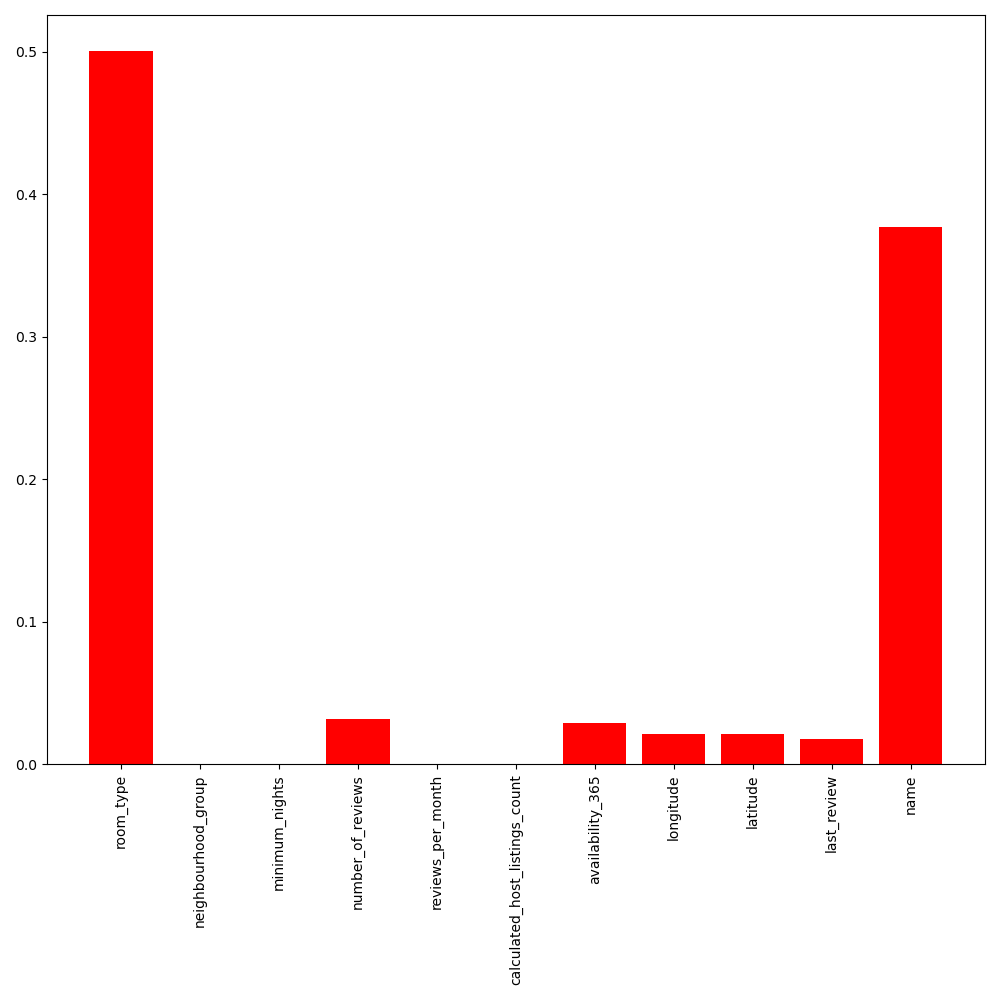 0.5
0.4
0.3
0.2
0.1
0.0
room_type
neighbourhood_group
minimum_nights
number_of_reviews
reviews_per_month
calculated_host_listings_count
availability_365
longitude
latitude
last_review
name